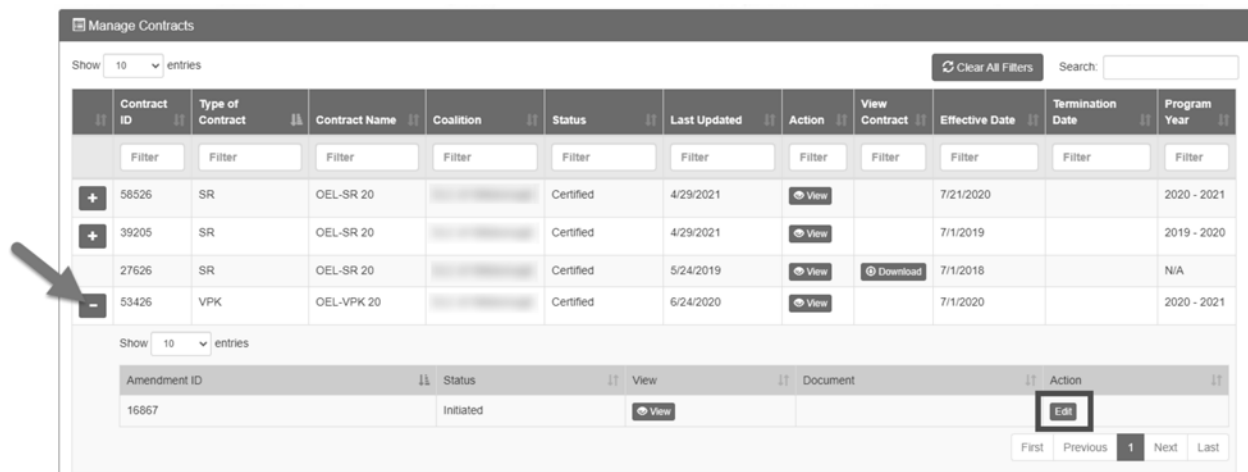 Manage Contracts
Show 10 entries Clear All Filters Search:
Contract ID Type of Contract Contract Name Coalition Status Last Updated Action View Contract Effective Date Termination Date Program Year
Filter Filter Filter Filter Filter Filter Filter Filter Filter Filter Filter
+ 58526 SR OEL-SR 20 Certified 4/29/2021 View 7/21/2020 2020 - 2021
+ 39205 SR OEL-SR 20 Certified 4/29/2021 View 7/1/2019 2019 - 2020
27626 SR OEL-SR 20 Certified 5/24/2019 View Download 7/1/2018 N/A
- 53426 VPK OEL-VPK 20 Certified 6/24/2020 View 7/1/2020 2020 - 2021
Show 10 entries
Amendment ID Status View Document Action
16867 Initiated View Edit
First Previous 1 Next Last